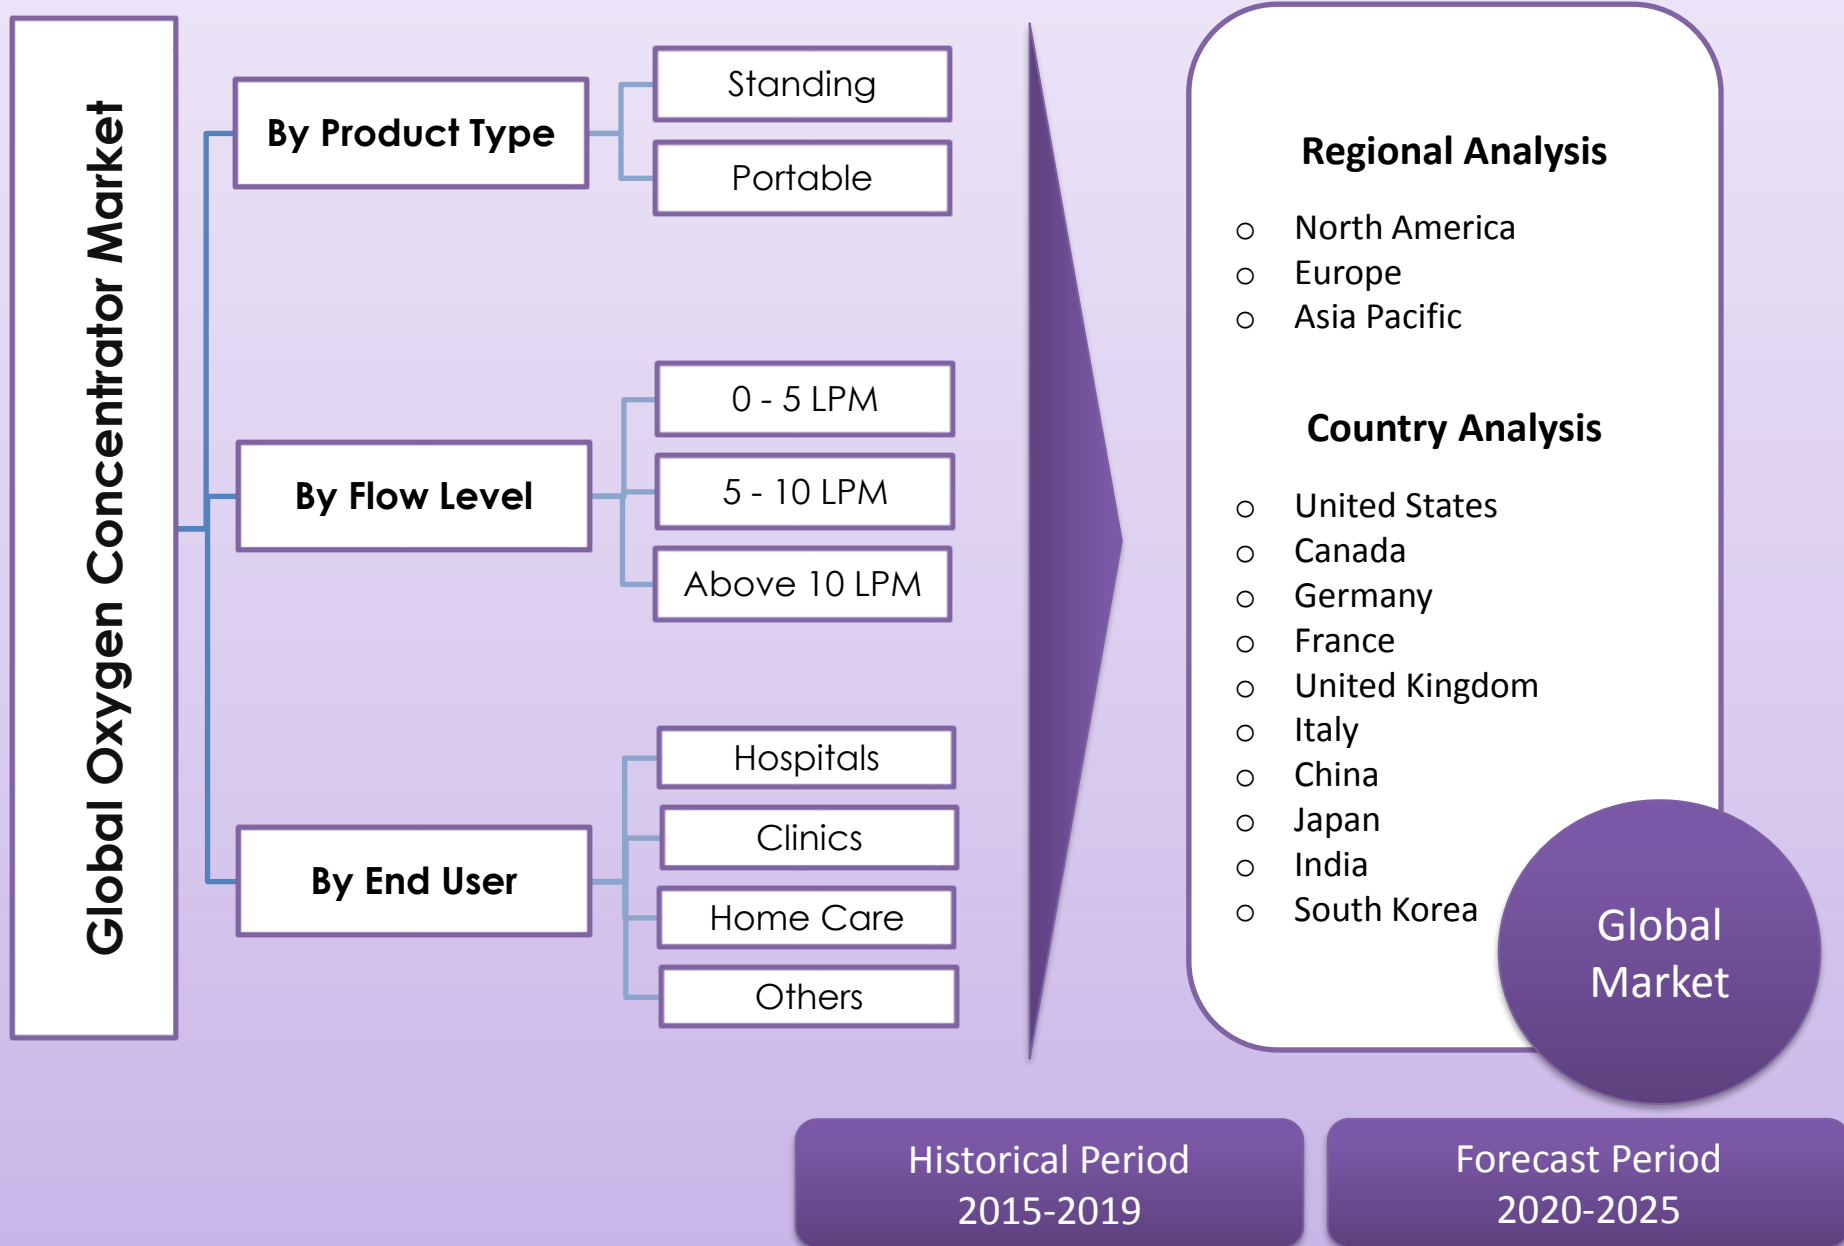 Global Oxygen Concentrator Market
By Product Type
Standing
Portable
By Flow Level
0 - 5 LPM
5 - 10 LPM
Above 10 LPM
By End User
Hospitals
Clinics
Home Care
Others
Regional Analysis
North America
Europe
Asia Pacific
Country Analysis
United States
Canada
Germany
France
United Kingdom
Italy
China
Japan
India
South Korea
Global
Market
Historical Period
2015-2019
Forecast Period
2020-2025